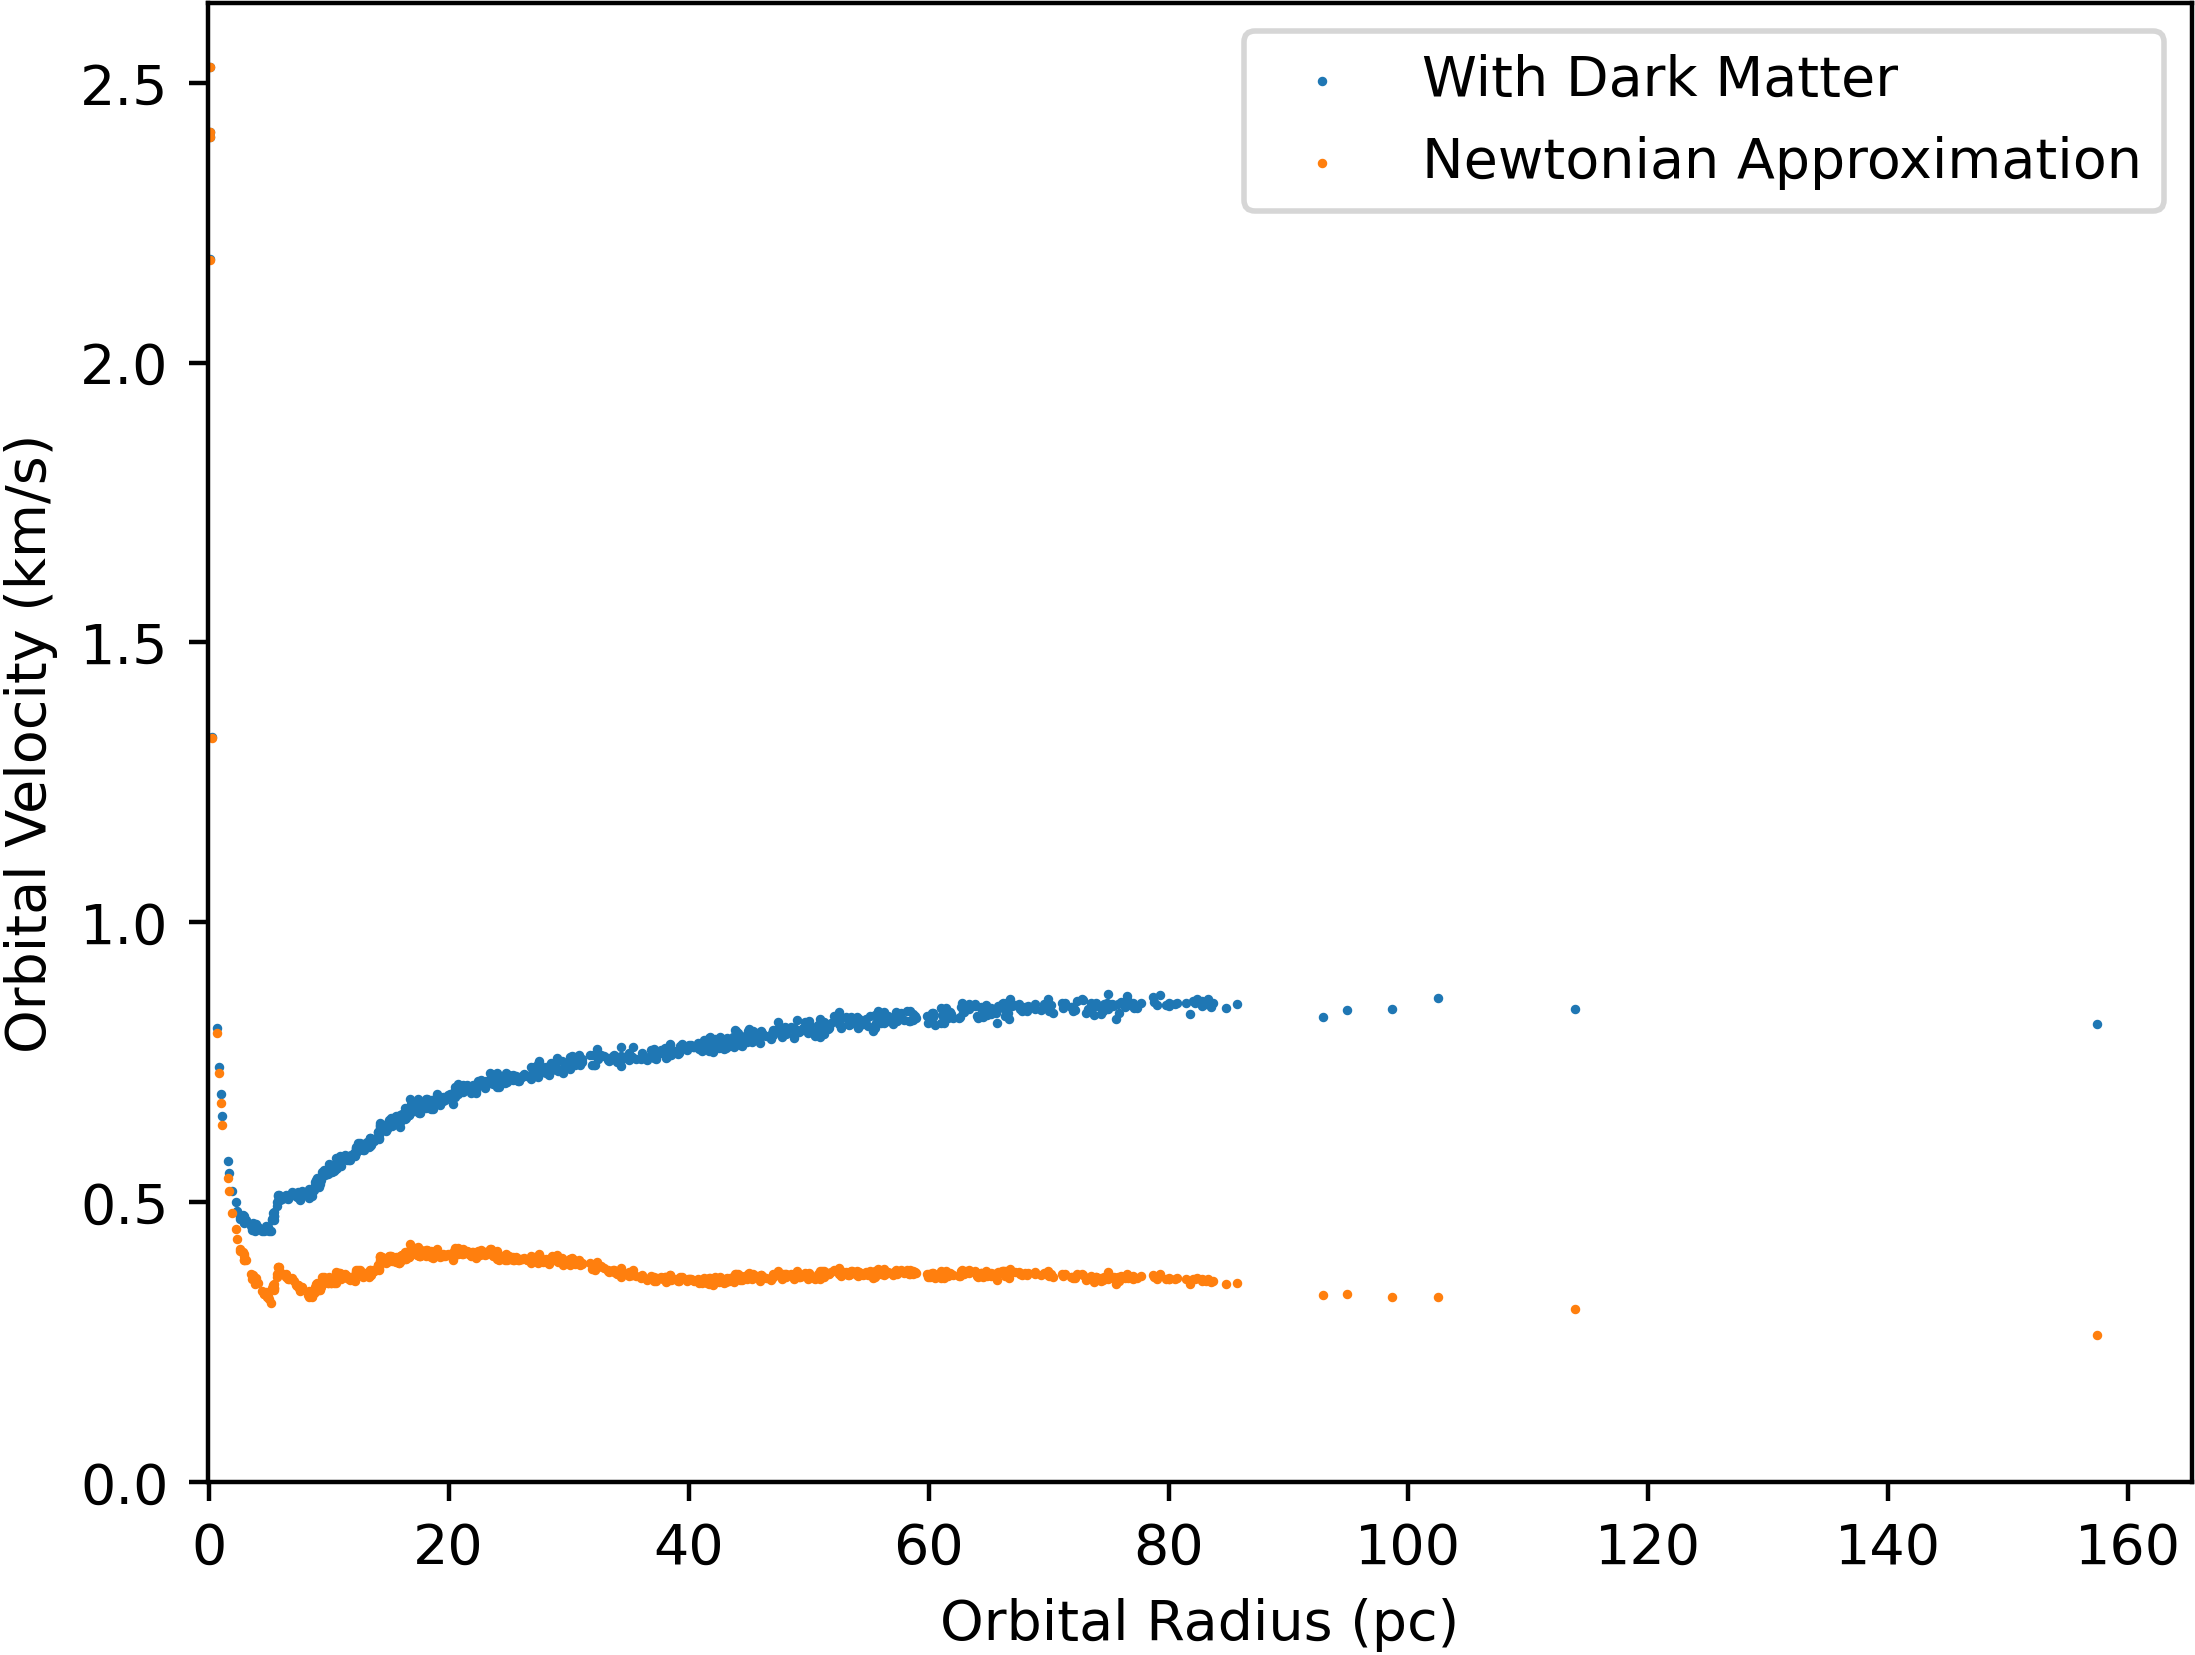 With Dark Matter
Newtonian Approximation
2.5
2.0
1.5
1.0
0.5
0.0
Orbital Velocity (km/s)
0 20 40 60 80 100 120 140 160
Orbital Radius (pc)